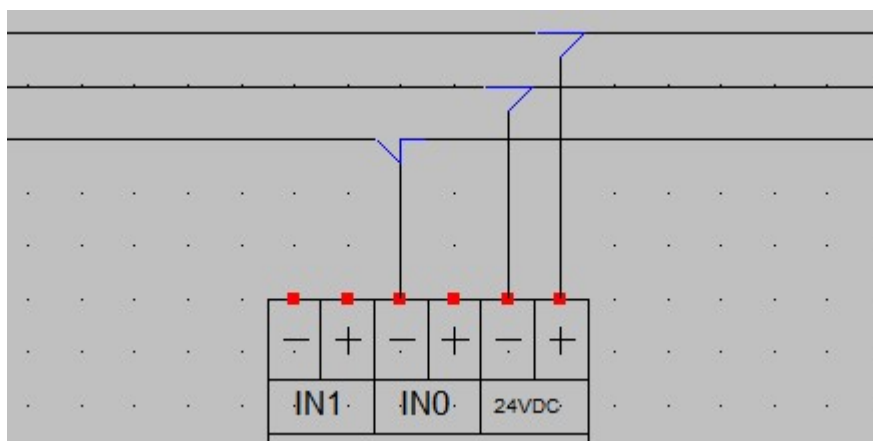 − + − + − +
IN1 IN0 24VDC